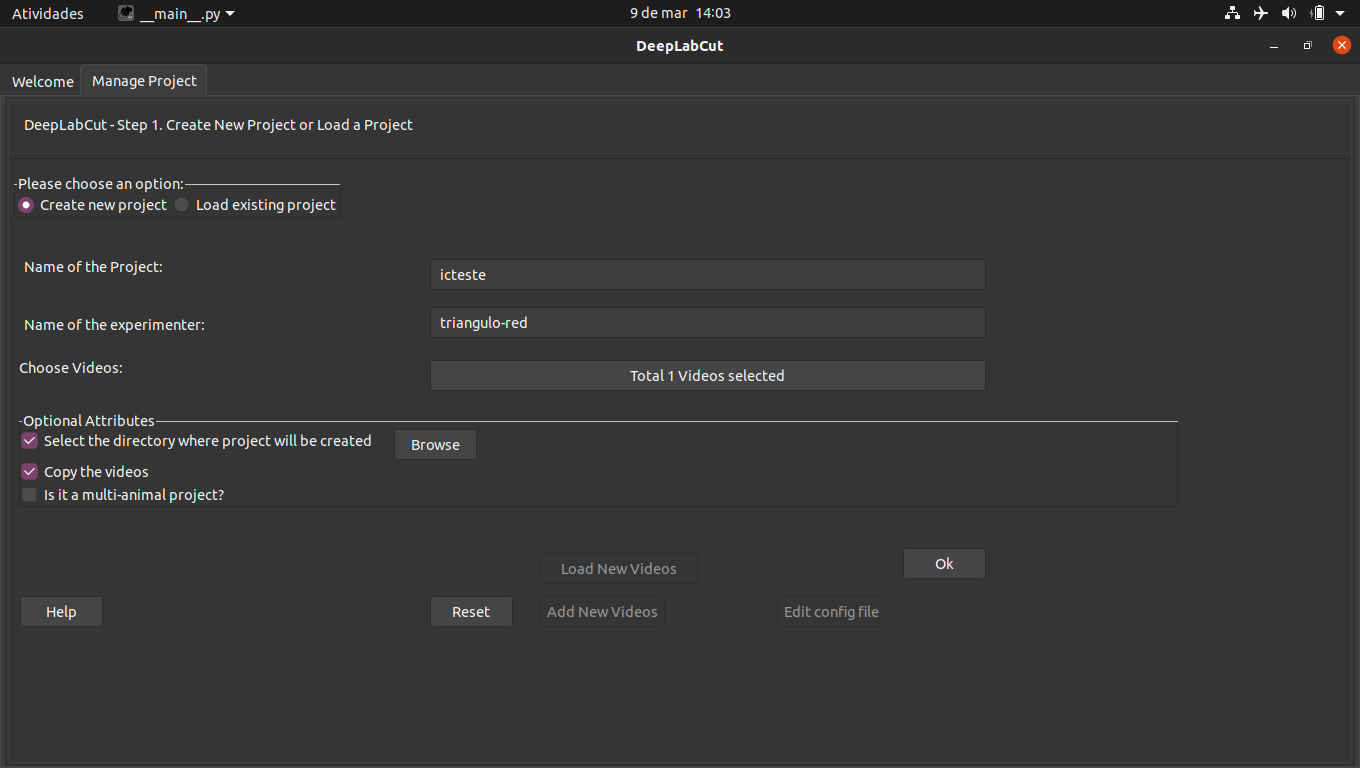 Atividades __main__.py 9 de mar 14:03
DeepLabCut
Welcome Manage Project
DeepLabCut - Step 1. Create New Project or Load a Project
Please choose an option:
Create new project Load existing project
Name of the Project: icteste
Name of the experimenter: triangulo-red
Choose Videos: Total 1 Videos selected
Optional Attributes
Select the directory where project will be created Browse
Copy the videos
Is it a multi-animal project?
Load New Videos Ok
Help Reset Add New Videos Edit config file